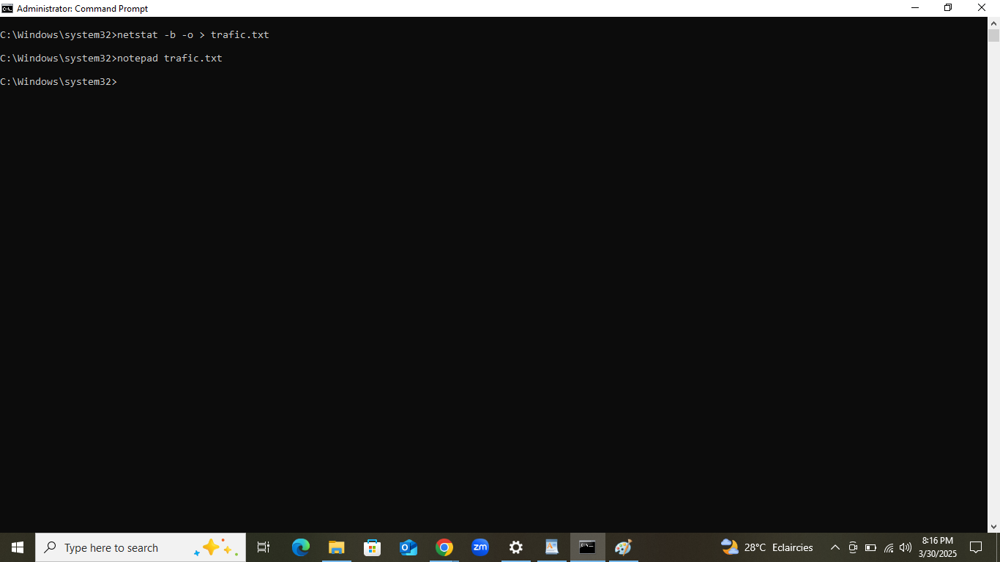 Administrator: Command Prompt
C:\Windows\system32>netstat -b -o > trafic.txt
C:\Windows\system32>notepad trafic.txt
C:\Windows\system32>
Type here to search
zm
28°C Eclaircies
8:16 PM
3/30/2025